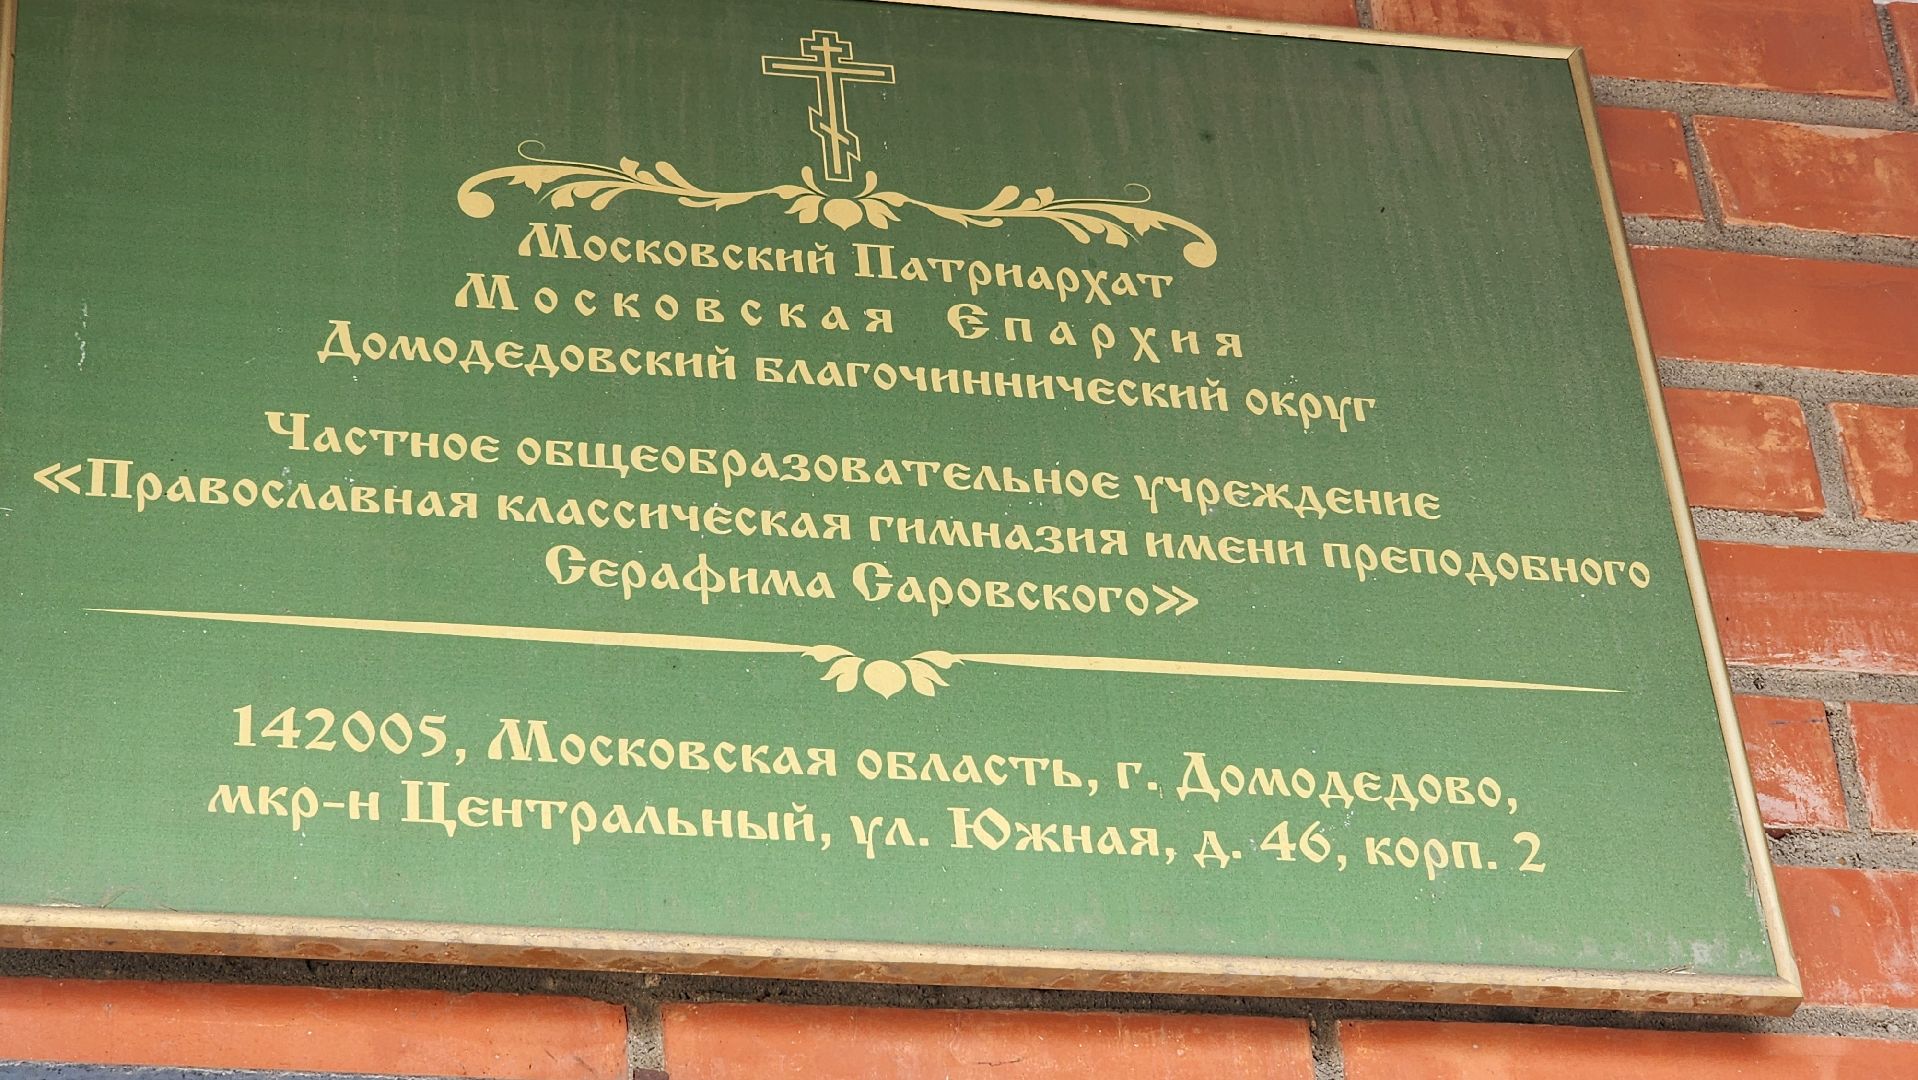 Московский Патриархат
Московская Епархия
Домодедовский благочиннический округ
Частное общеобразовательное учреждение
«Православная классическая гимназия имени преподобного
Серафима Саровского»
142005, Московская область, г. Домодедово,
мкр-н Центральный, ул. Южная, д. 46, корп. 2